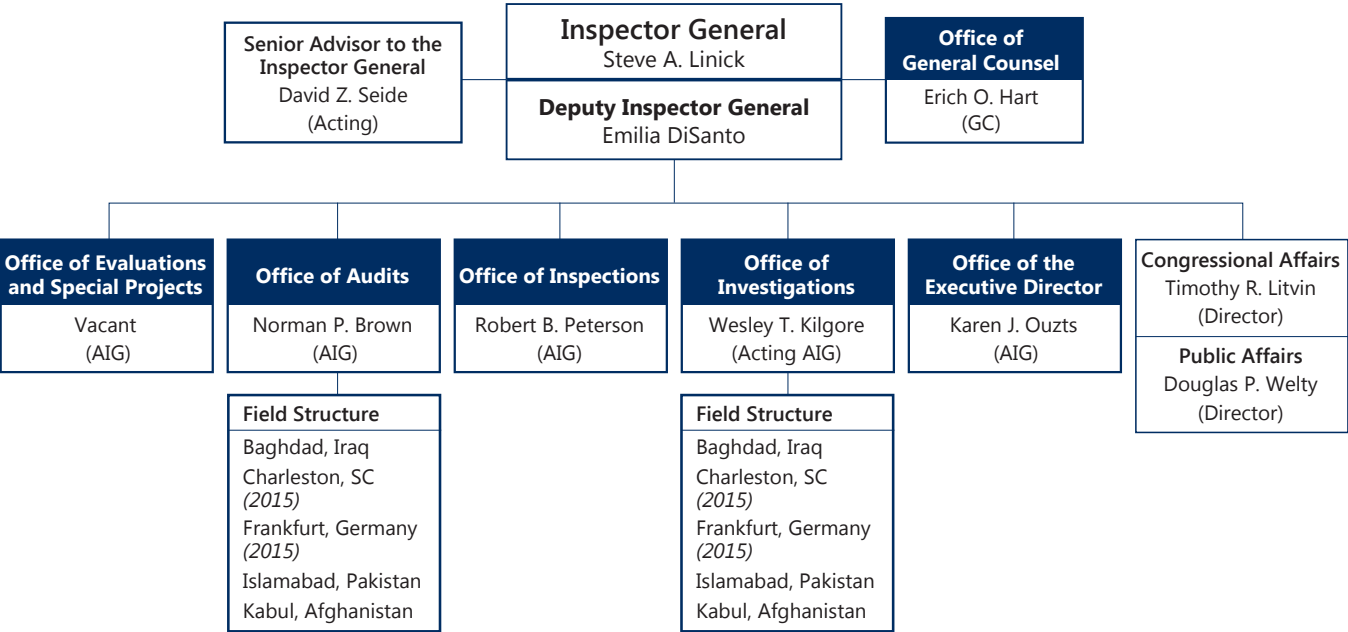 Senior Advisor to the
Inspector General
David Z. Seide
(Acting)
Inspector General
Steve A. Linick
Deputy Inspector General
Emilia DiSanto
Office of
General Counsel
Erich O. Hart
(GC)
Office of Evaluations
and Special Projects
Vacant
(AIG)
Office of Audits
Norman P. Brown
(AIG)
Office of Inspections
Robert B. Peterson
(AIG)
Office of
Investigations
Wesley T. Kilgore
(Acting AIG)
Office of the
Executive Director
Karen J. Ouzts
(AIG)
Congressional Affairs
Timothy R. Litvin
(Director)
Public Affairs
Douglas P. Welty
(Director)
Field Structure
Baghdad, Iraq
Charleston, SC
(2015)
Frankfurt, Germany
(2015)
Islamabad, Pakistan
Kabul, Afghanistan
Field Structure
Baghdad, Iraq
Charleston, SC
(2015)
Frankfurt, Germany
(2015)
Islamabad, Pakistan
Kabul, Afghanistan